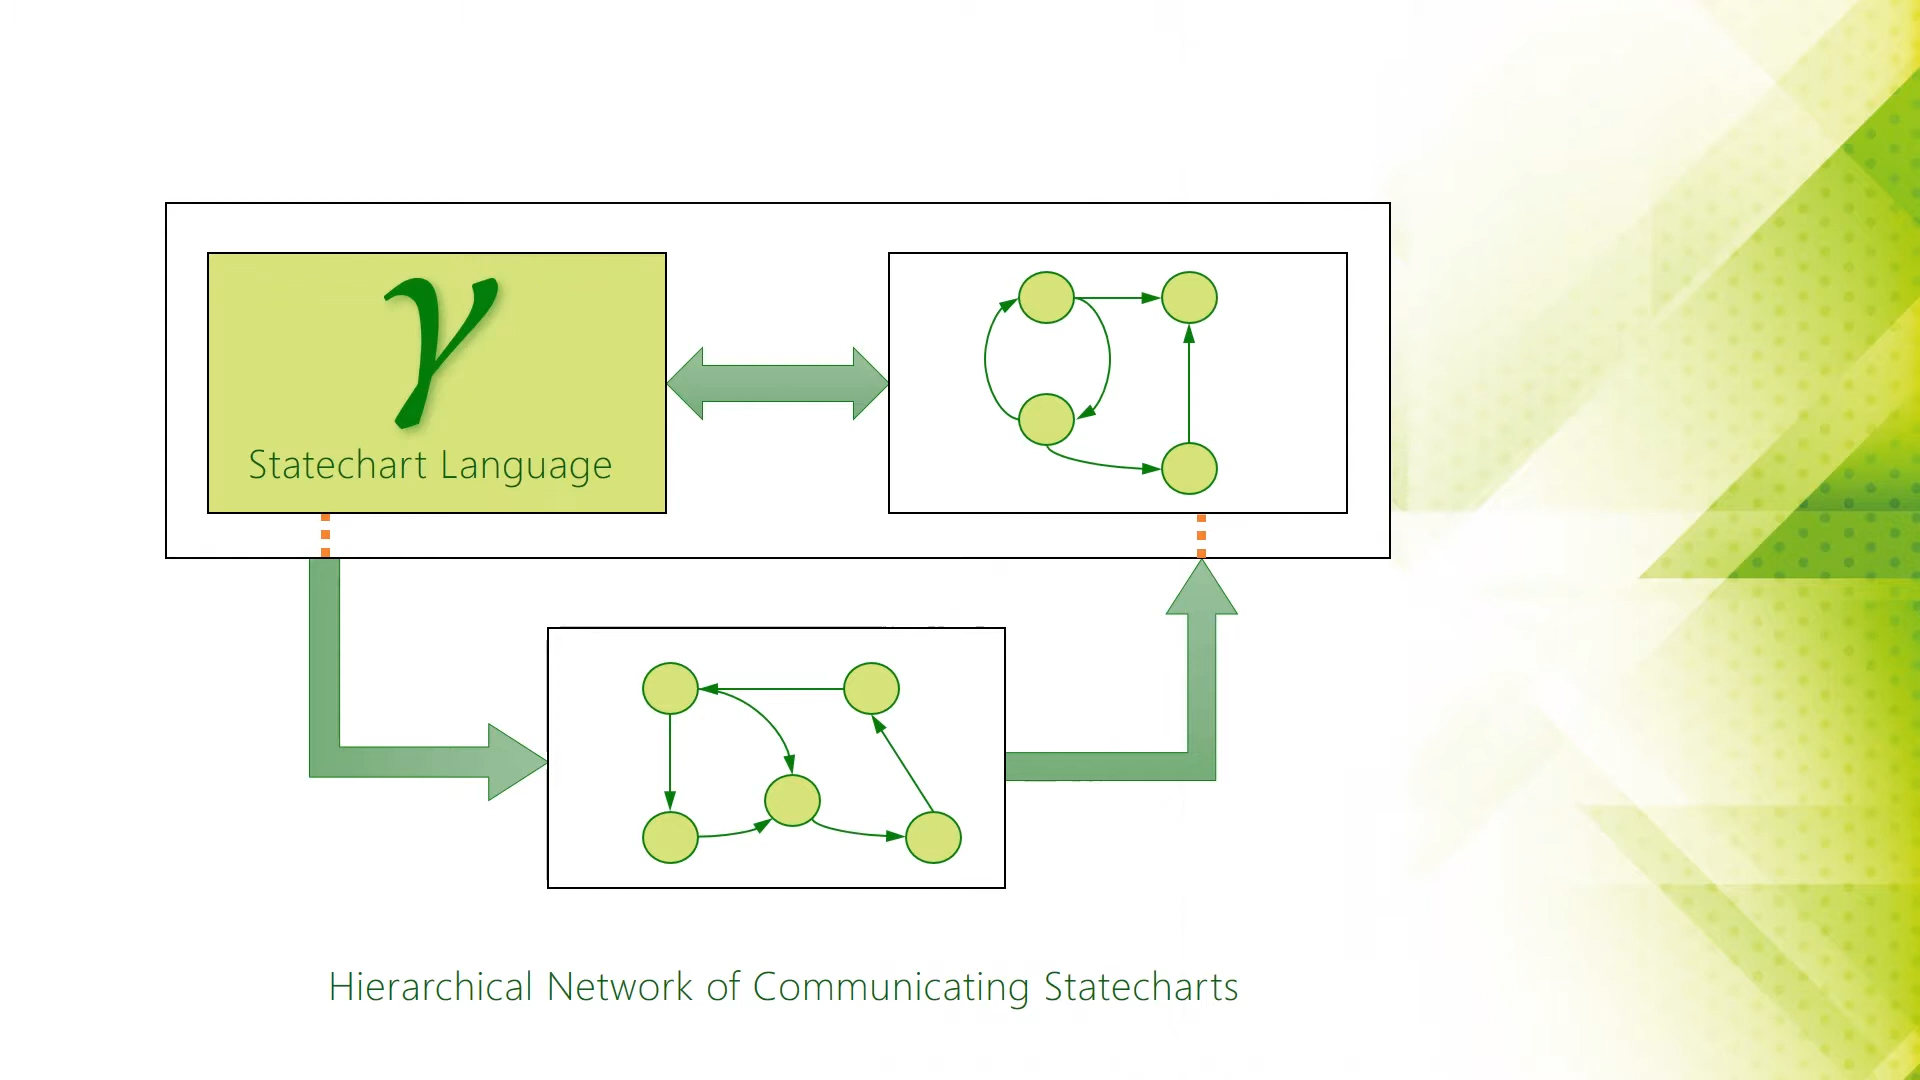 γ
Statechart Language
Hierarchical Network of Communicating Statecharts